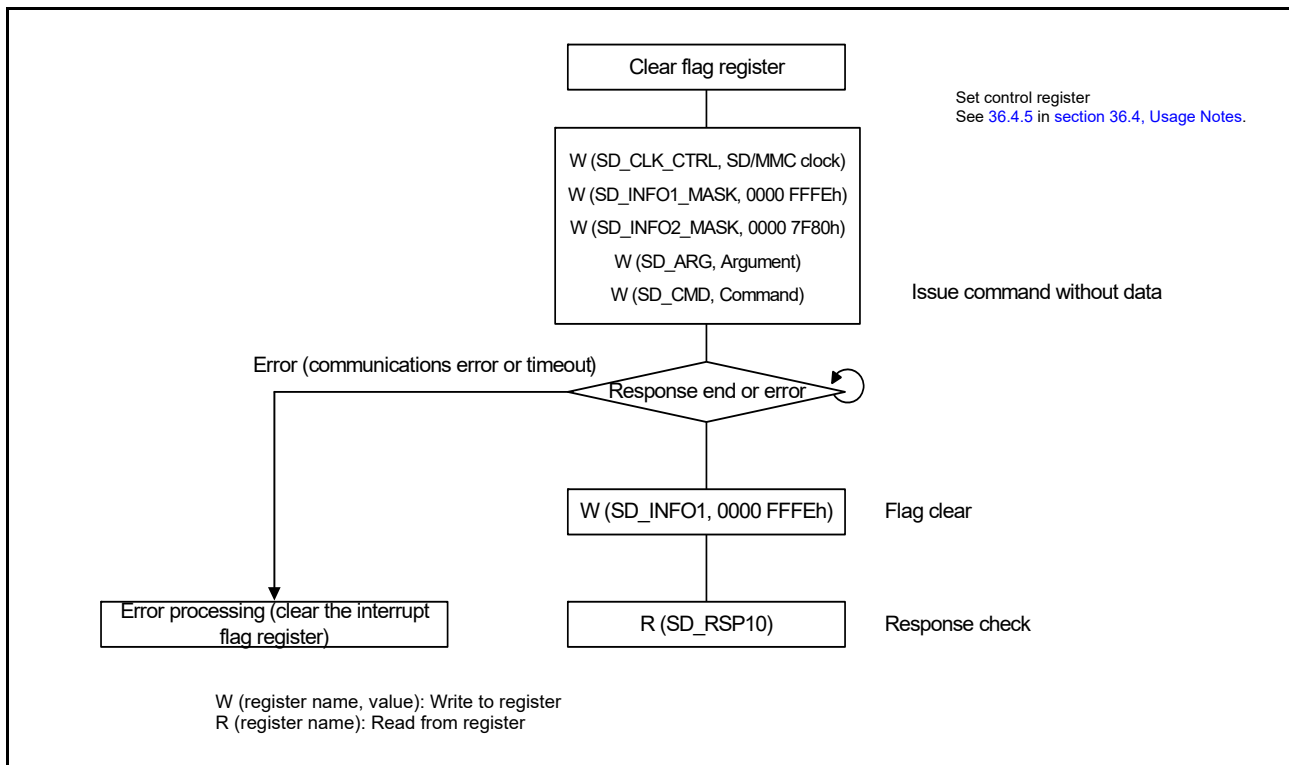 Clear flag register
Set control register
See 36.4.5 in section 36.4, Usage Notes.
W (SD_CLK_CTRL, SD/MMC clock)
W (SD_INFO1_MASK, 0000 FFFEh)
W (SD_INFO2_MASK, 0000 7F80h)
W (SD_ARG, Argument)
W (SD_CMD, Command)
Issue command without data
Error (communications error or timeout)
Response end or error
W (SD_INFO1, 0000 FFFEh)
Flag clear
Error processing (clear the interrupt
flag register)
R (SD_RSP10)
Response check
W (register name, value): Write to register
R (register name): Read from register